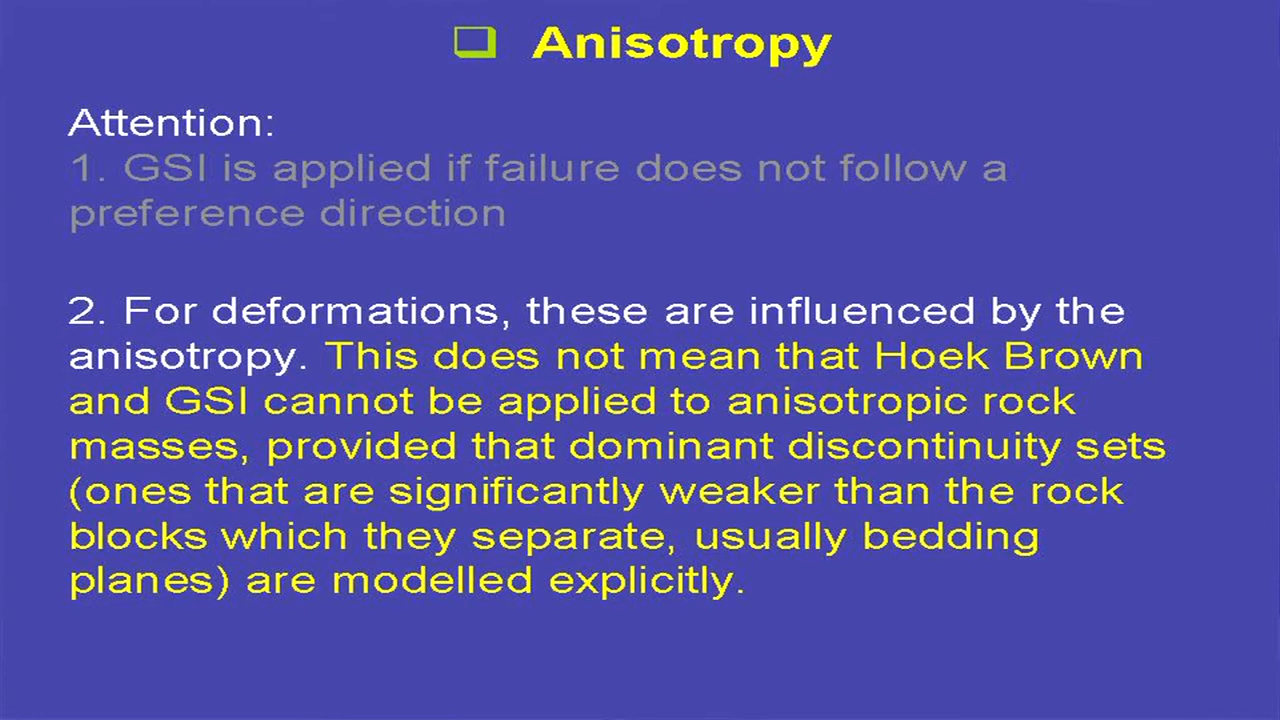 Anisotropy
Attention:
1. GSI is applied if failure does not follow a
preference direction
2. For deformations, these are influenced by the
anisotropy. This does not mean that Hoek Brown
and GSI cannot be applied to anisotropic rock
masses, provided that dominant discontinuity sets
(ones that are significantly weaker than the rock
blocks which they separate, usually bedding
planes) are modelled explicitly.